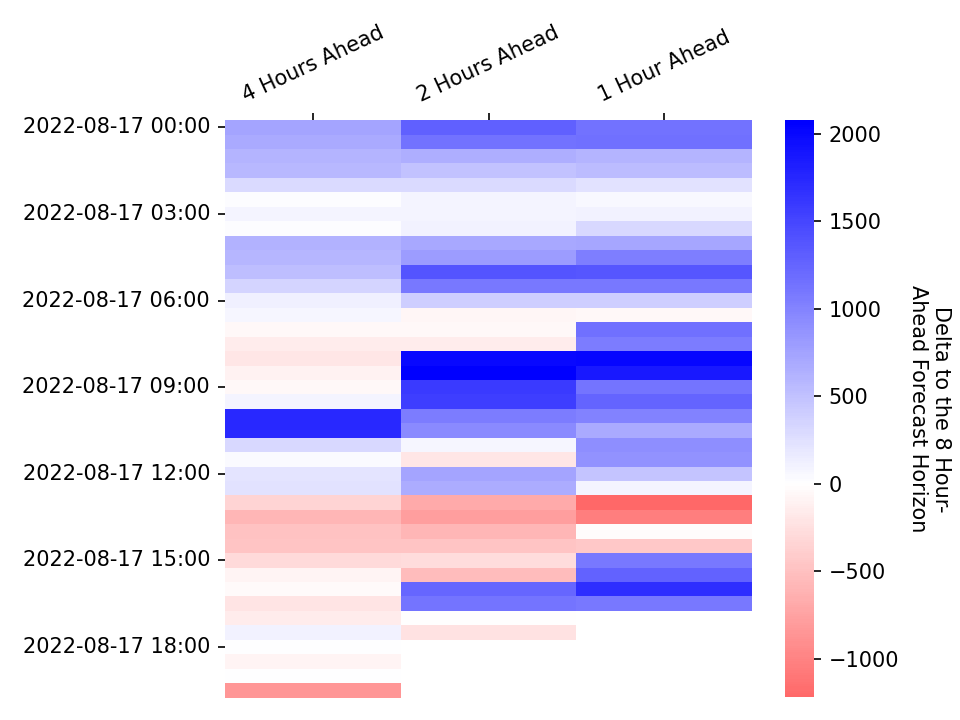 4 Hours Ahead
2 Hours Ahead
1 Hour Ahead
2022-08-17 00:00
2022-08-17 03:00
2022-08-17 06:00
2022-08-17 09:00
2022-08-17 12:00
2022-08-17 15:00
2022-08-17 18:00
2000
1500
1000
500
0
−500
−1000
Delta to the 8 Hour-
Ahead Forecast Horizon